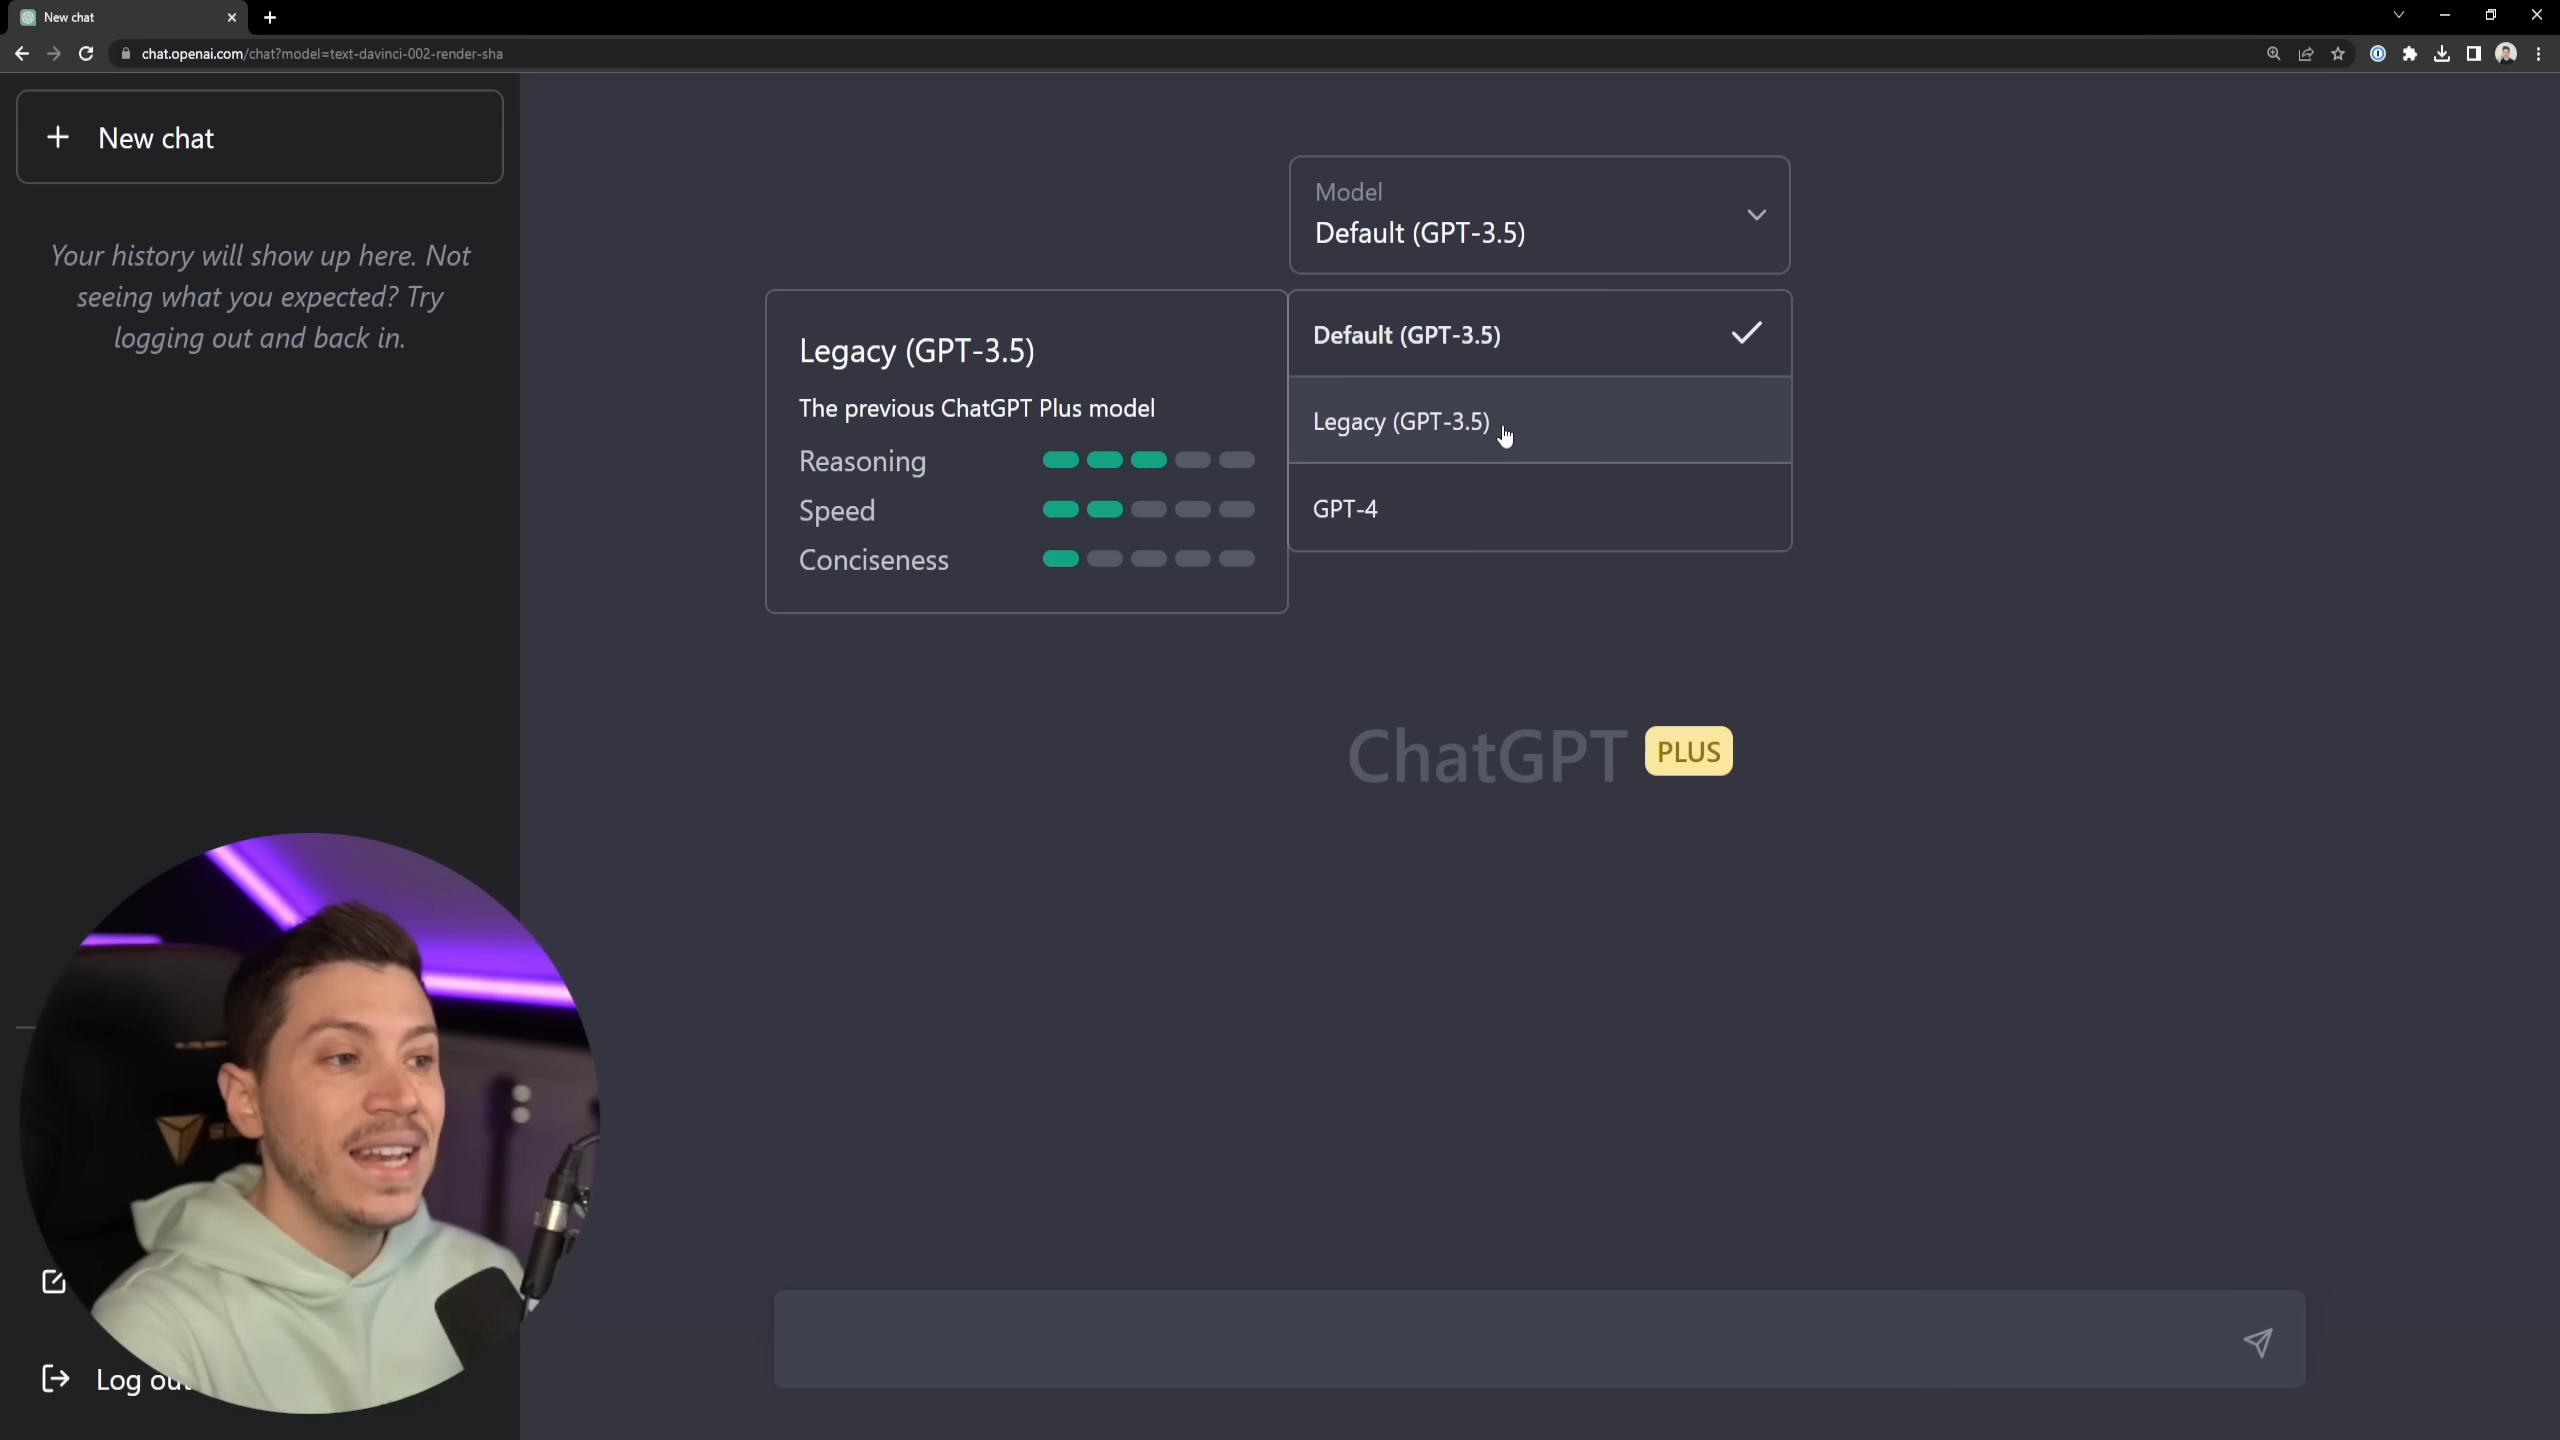 New chat
chat.openai.com/chat?model=text-davinci-002-render-sha
New chat
Your history will show up here. Not
seeing what you expected? Try
logging out and back in.
Model
Default (GPT-3.5)
Default (GPT-3.5)
Legacy (GPT-3.5)
GPT-4
Legacy (GPT-3.5)
The previous ChatGPT Plus model
Reasoning
Speed
Conciseness
ChatGPT PLUS
Log out